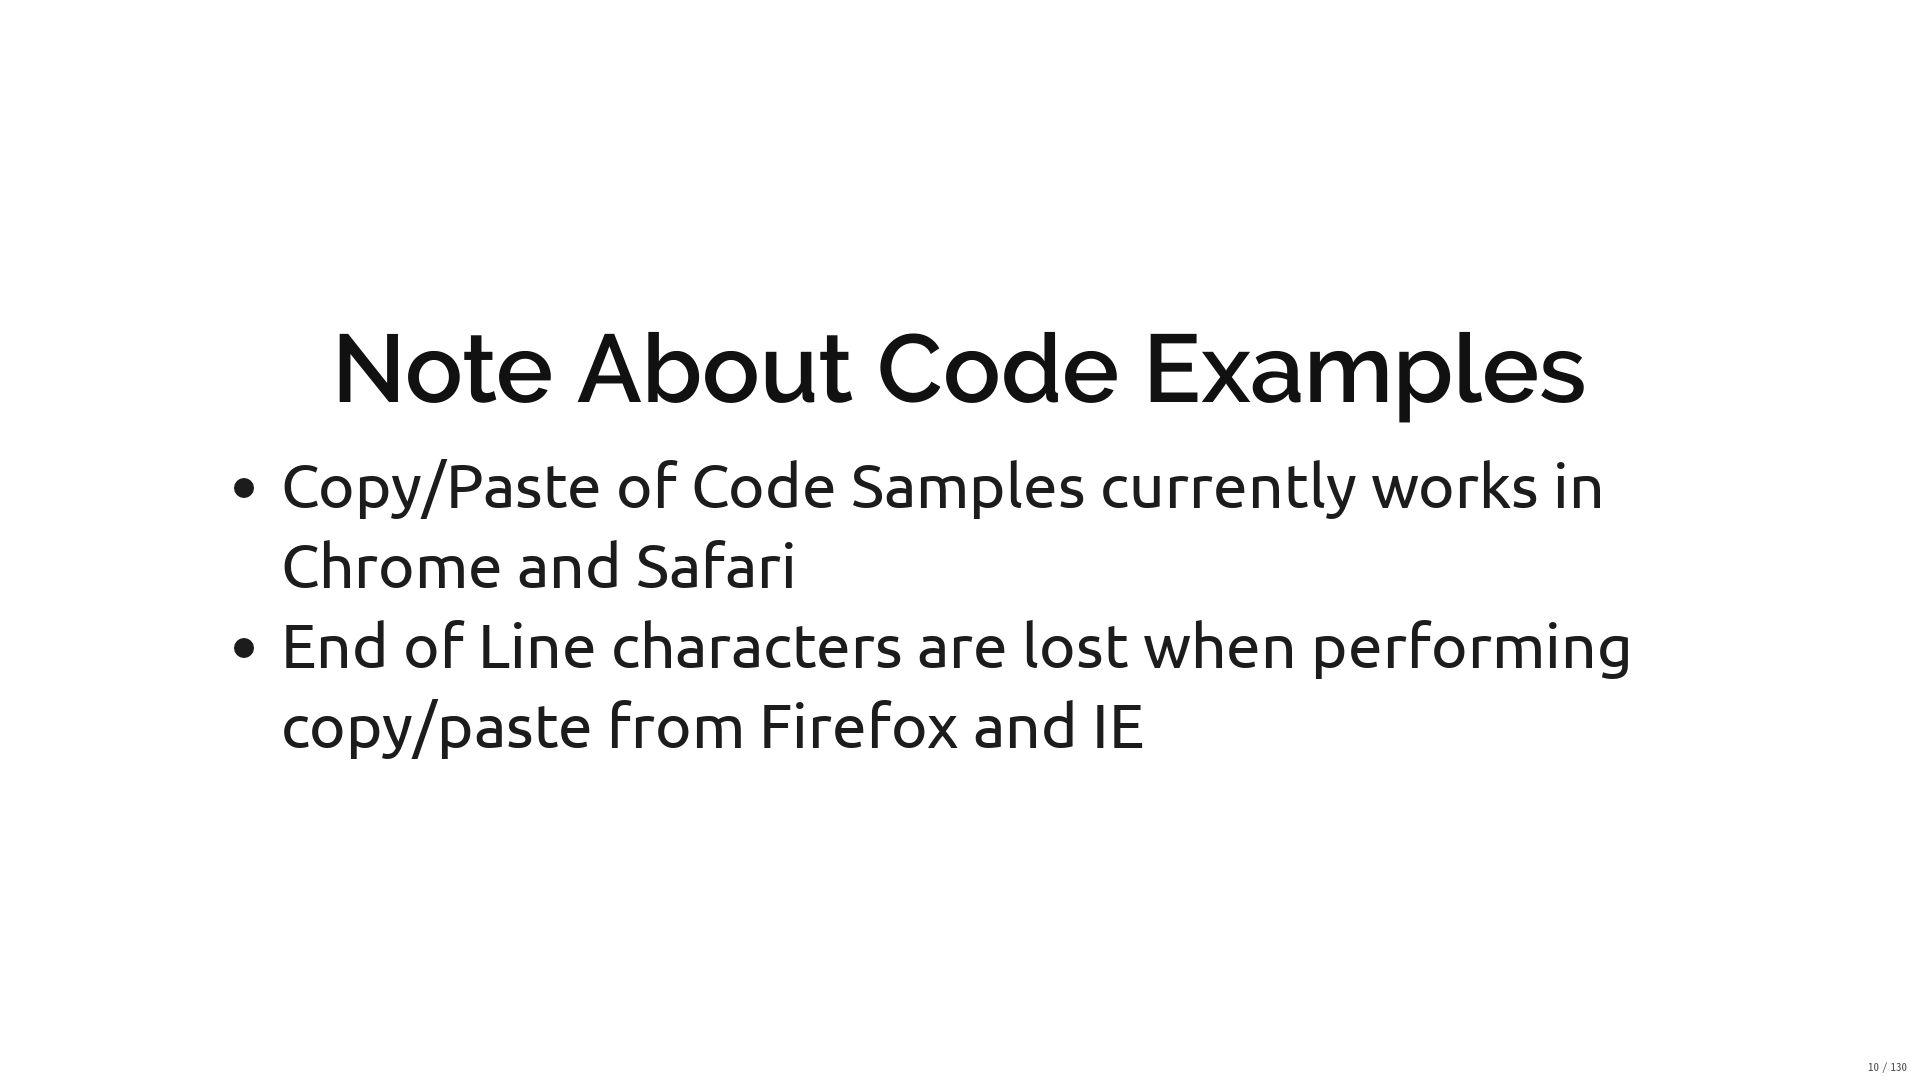 Note About Code Examples
• Copy/Paste of Code Samples currently works in
Chrome and Safari
• End of Line characters are lost when performing
copy/paste from Firefox and IE
10 / 130